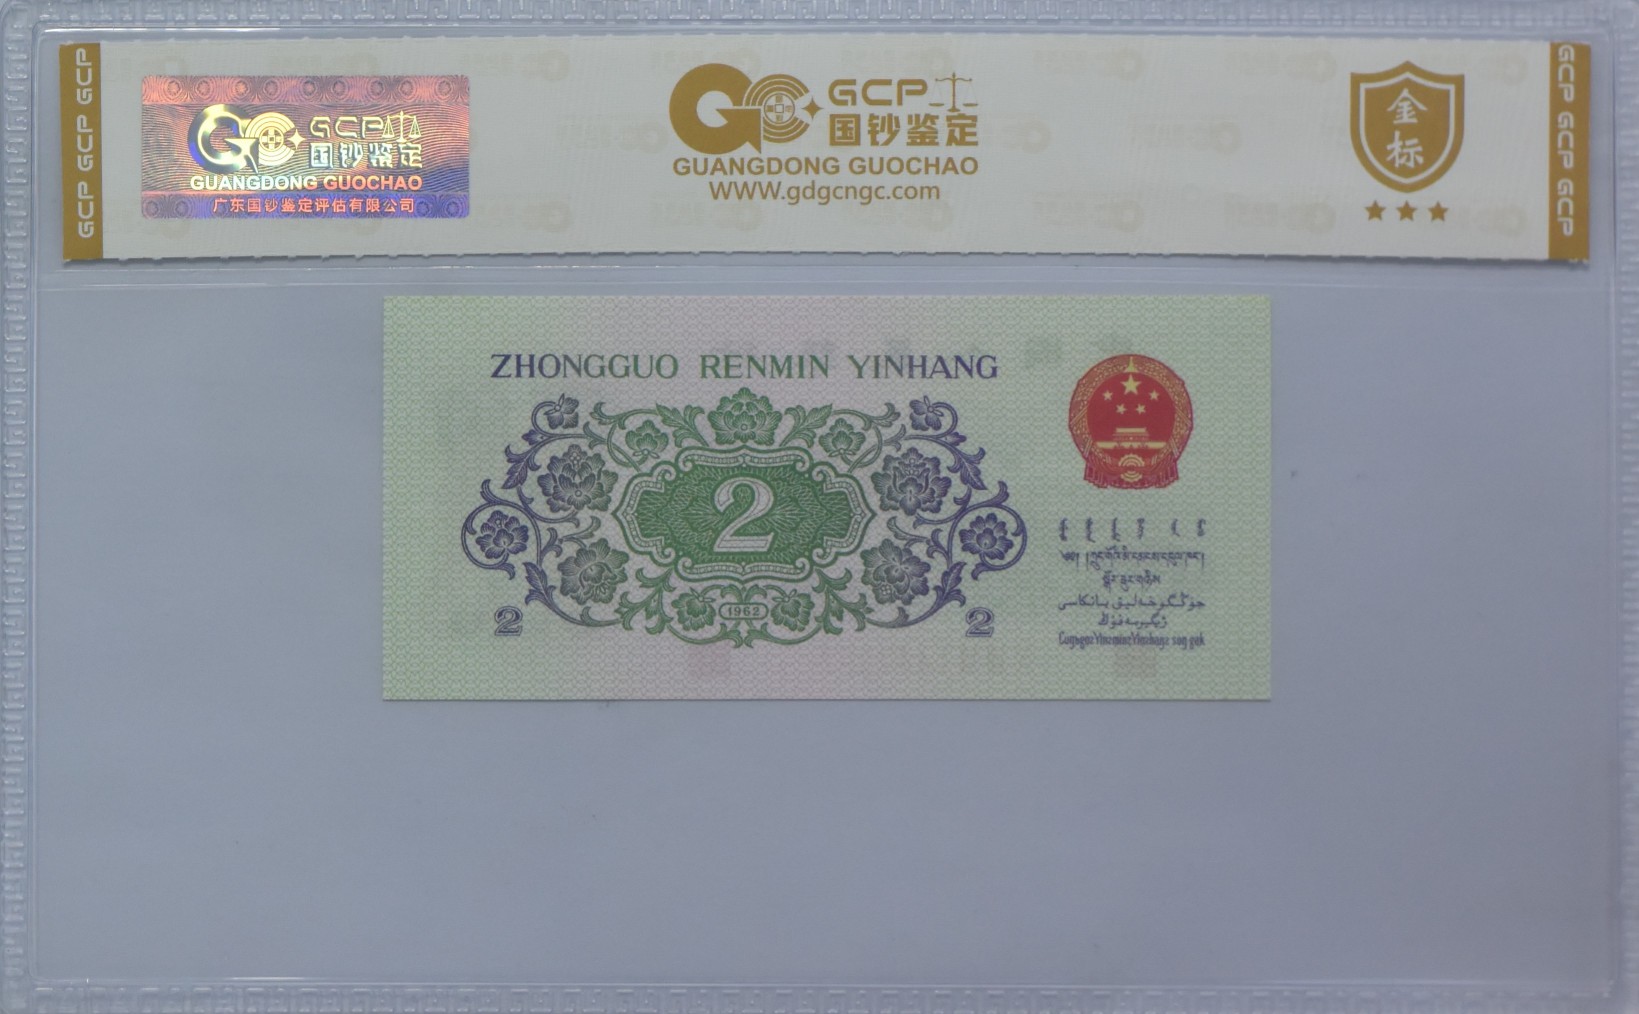 GCP GCP GCP
GCP
国钞鉴定
GUANGDONG GUOCHAO
广东国钞鉴定评估有限公司
GCP
国钞鉴定
GUANGDONG GUOCHAO
WWW.gdgcngc.com
金
标
GCP GCP GCP
ZHONGGUO RENMIN YINHANG
2
1962
2
2
جۇڭگوخەلىق بانكاسى